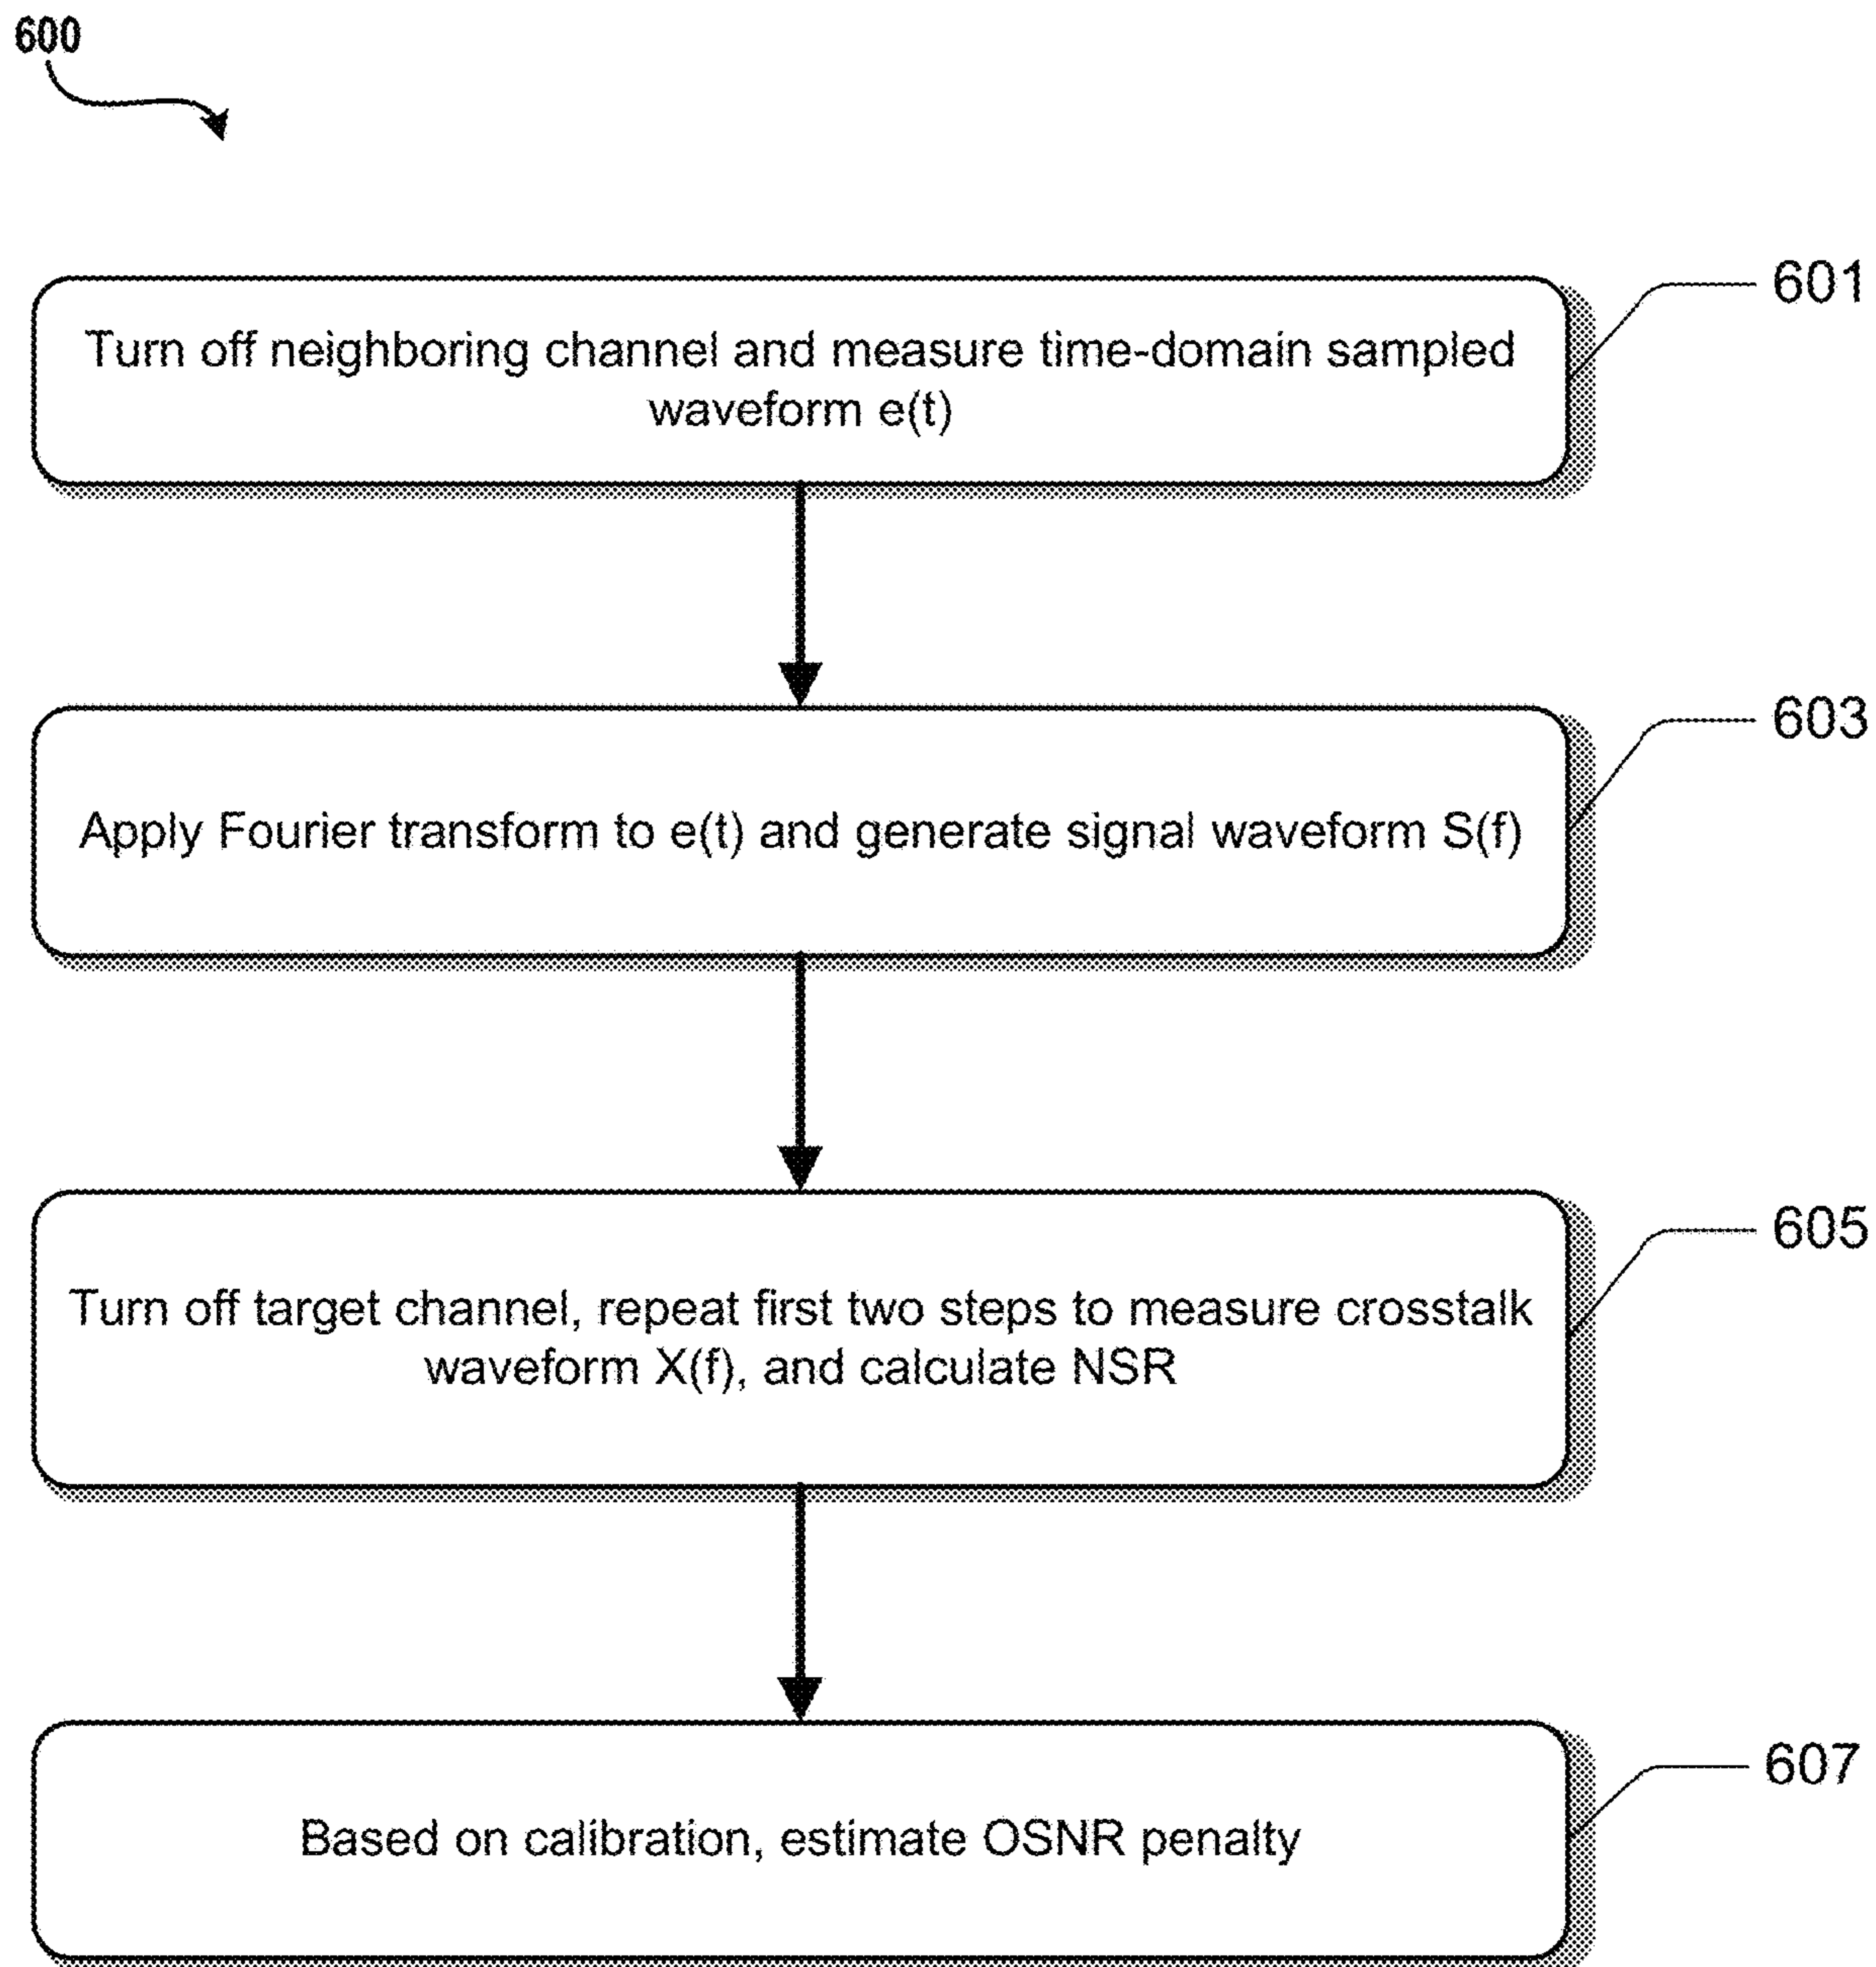 600
601
Turn off neighboring channel and measure time-domain sampled
waveform e(t)
603
Apply Fourier transform to e(t) and generate signal waveform S(f)
605
Turn off target channel, repeat first two steps to measure crosstalk
waveform X(f), and calculate NSR
607
Based on calibration, estimate OSNR penalty